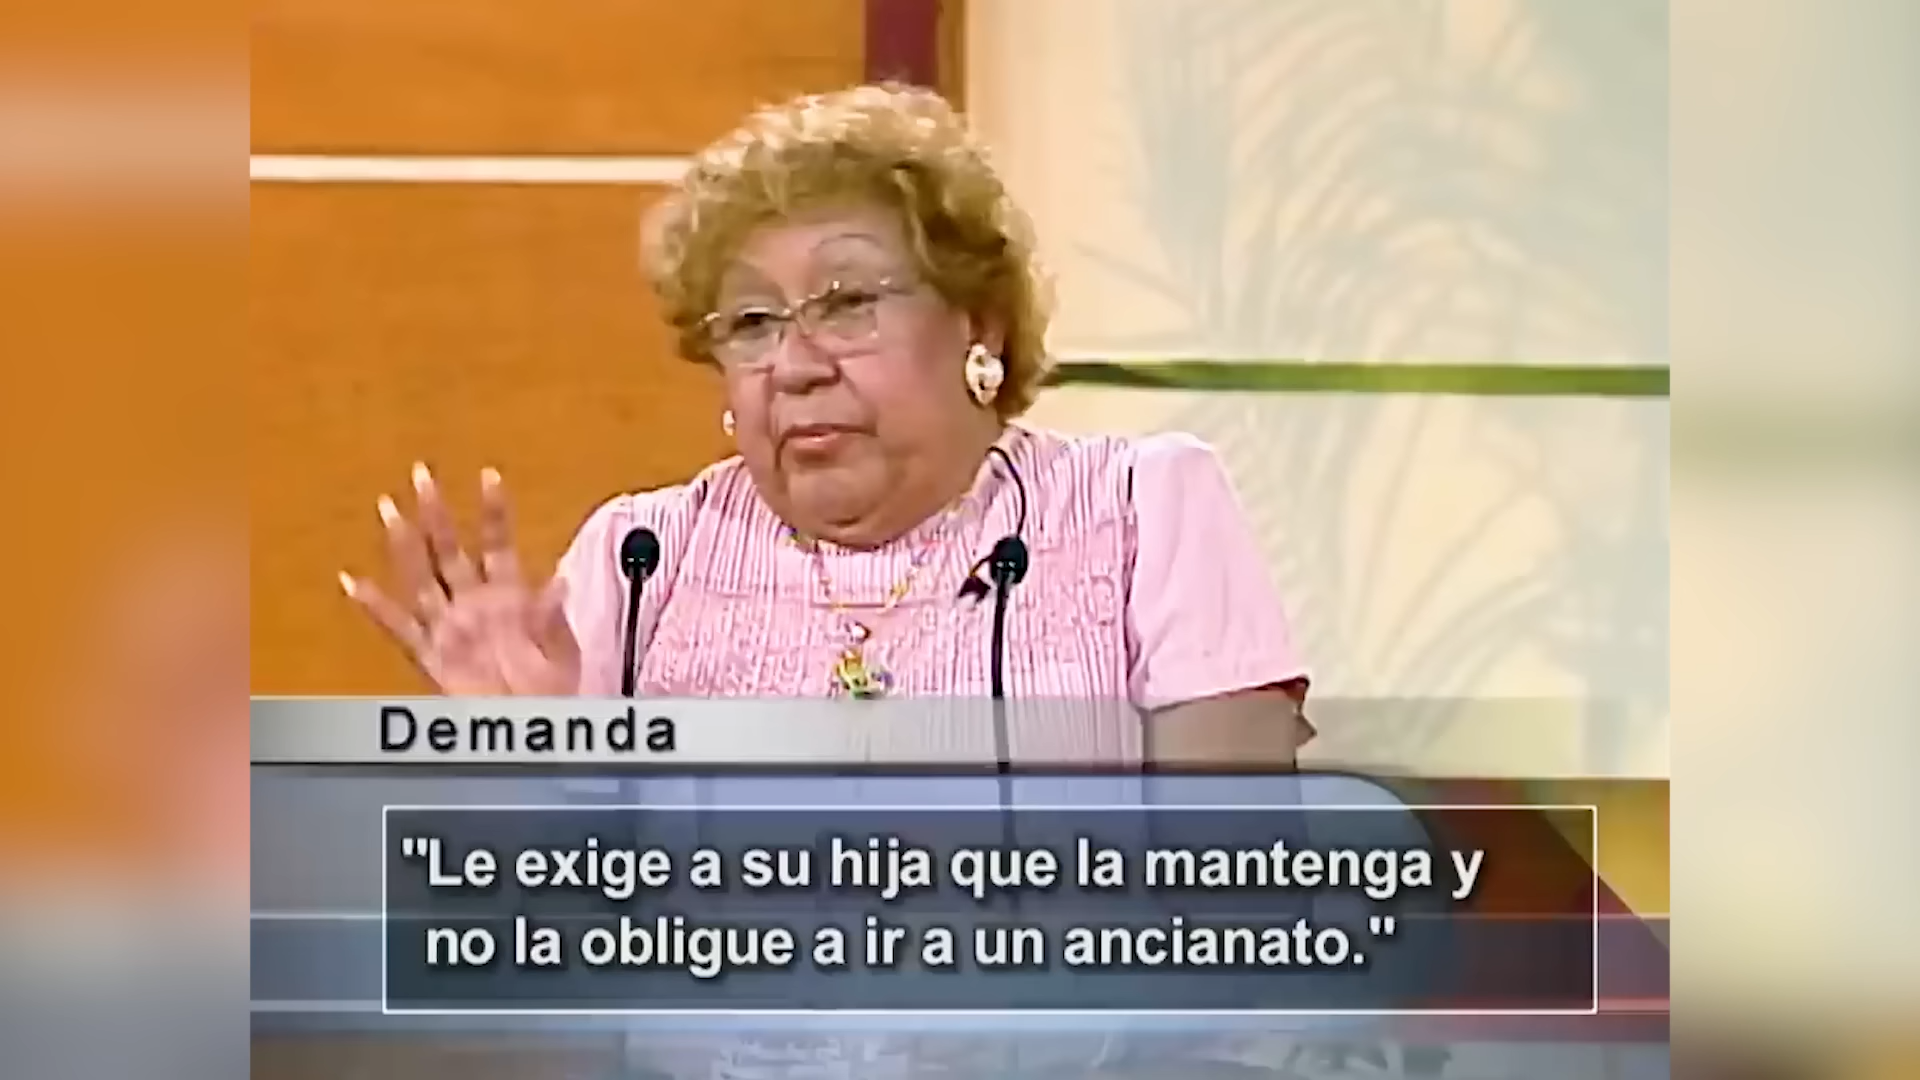 Demanda
"Le exige a su hija que la mantenga y
no la obligue a ir a un ancianato."